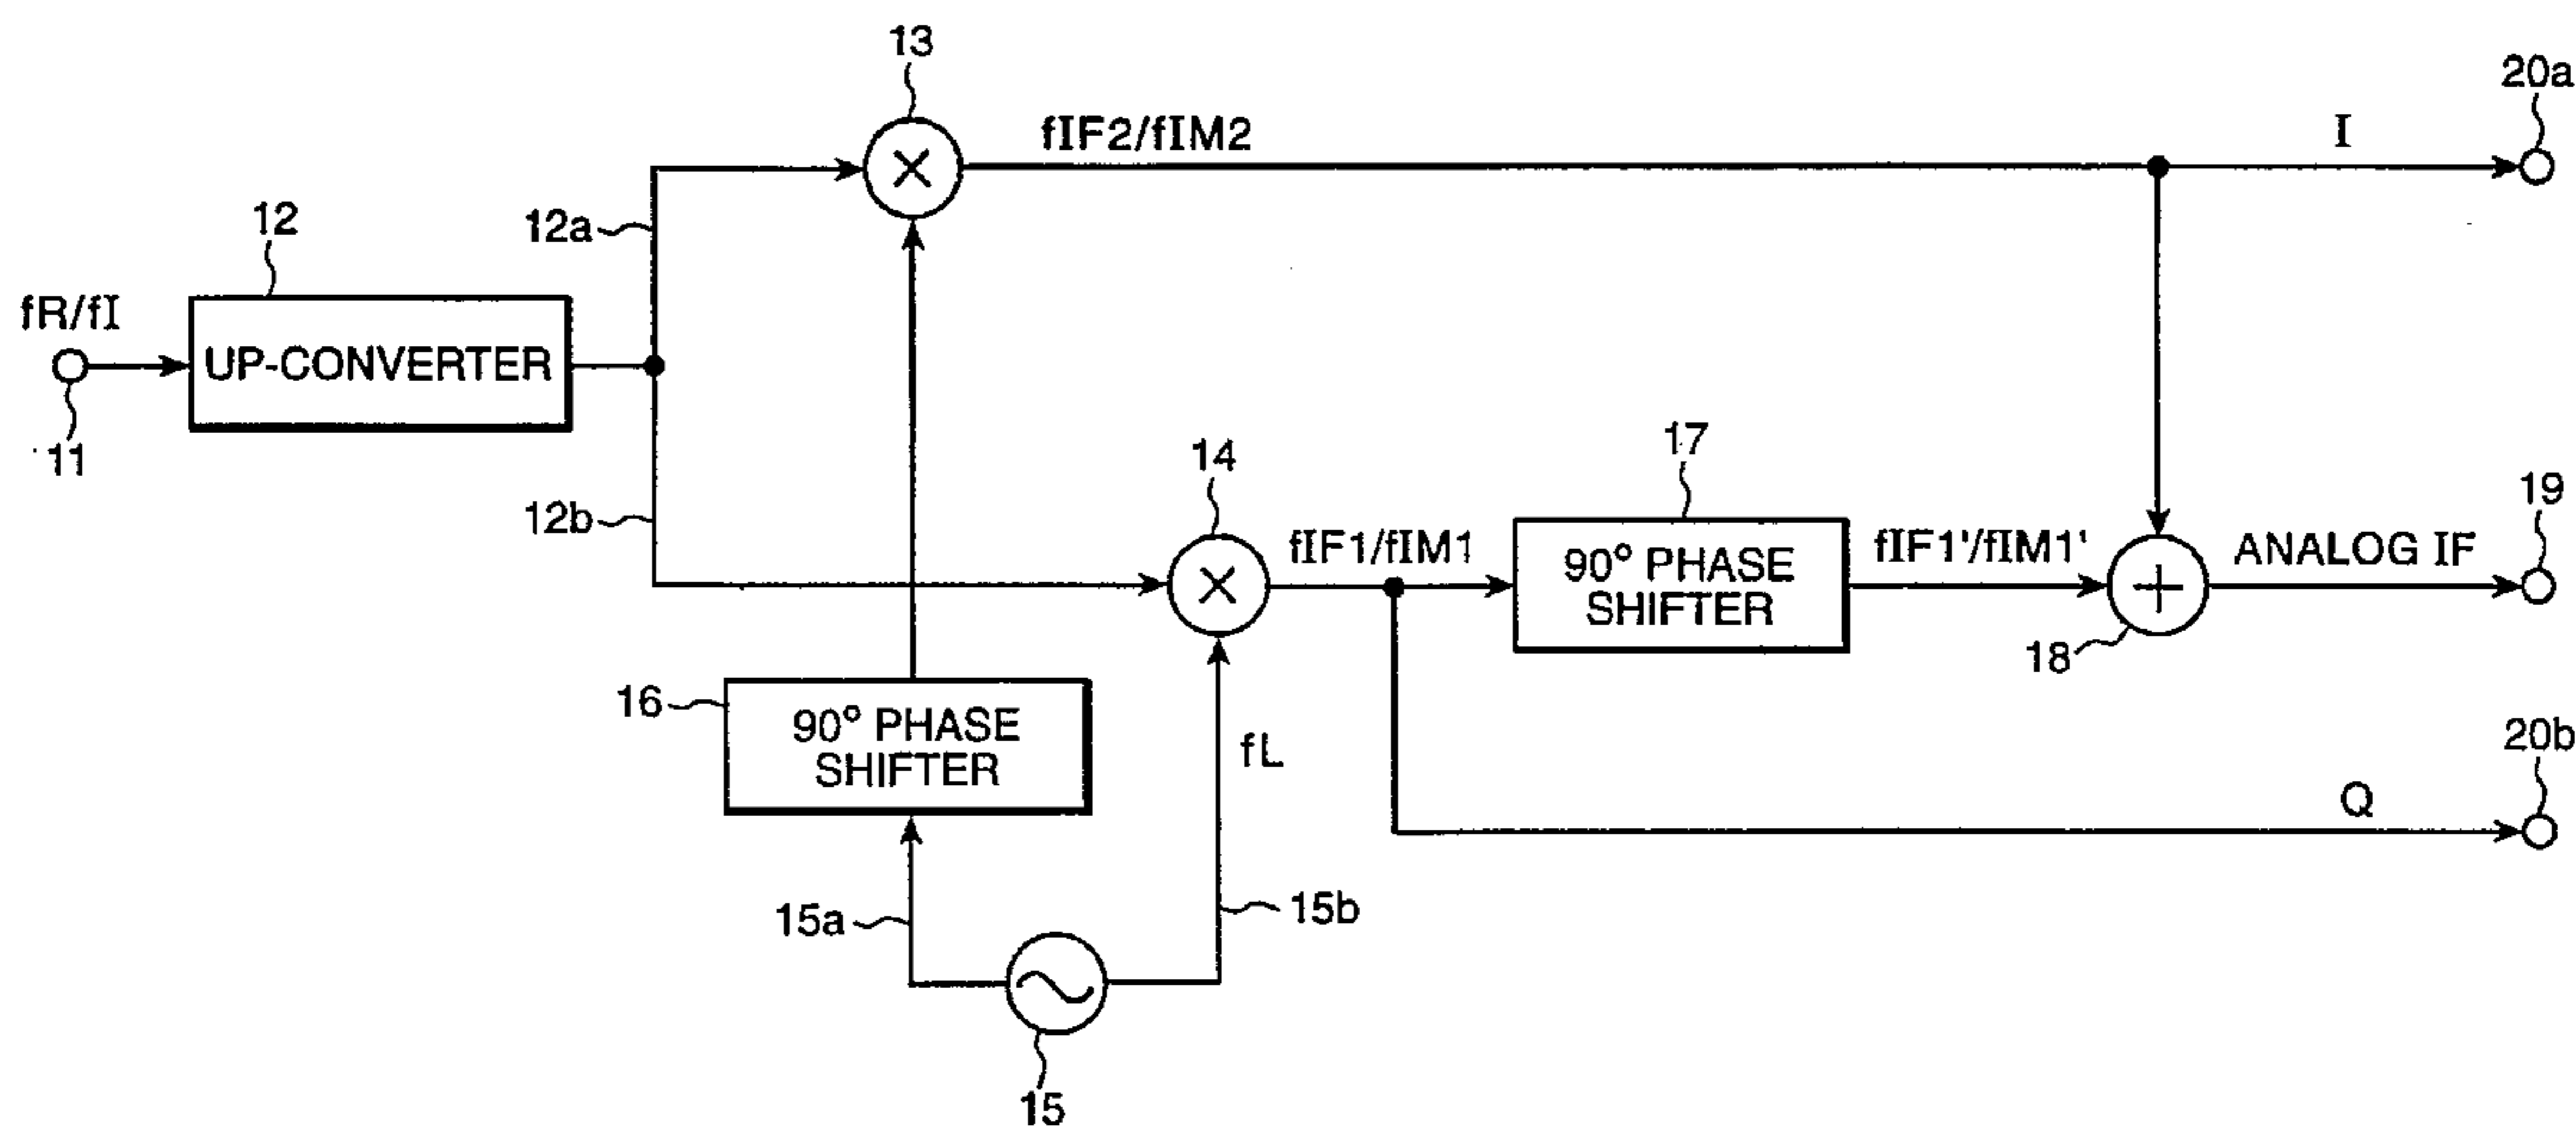 13
20a
fIF2/fIM2
I
12
12a
fR/fI
UP-CONVERTER
11
17
14
19
12b
fIF1/fIM1
90° PHASE
SHIFTER
fIF1'/fIM1'
ANALOG IF
18
16
90° PHASE
SHIFTER
fL
20b
Q
15a
15b
15